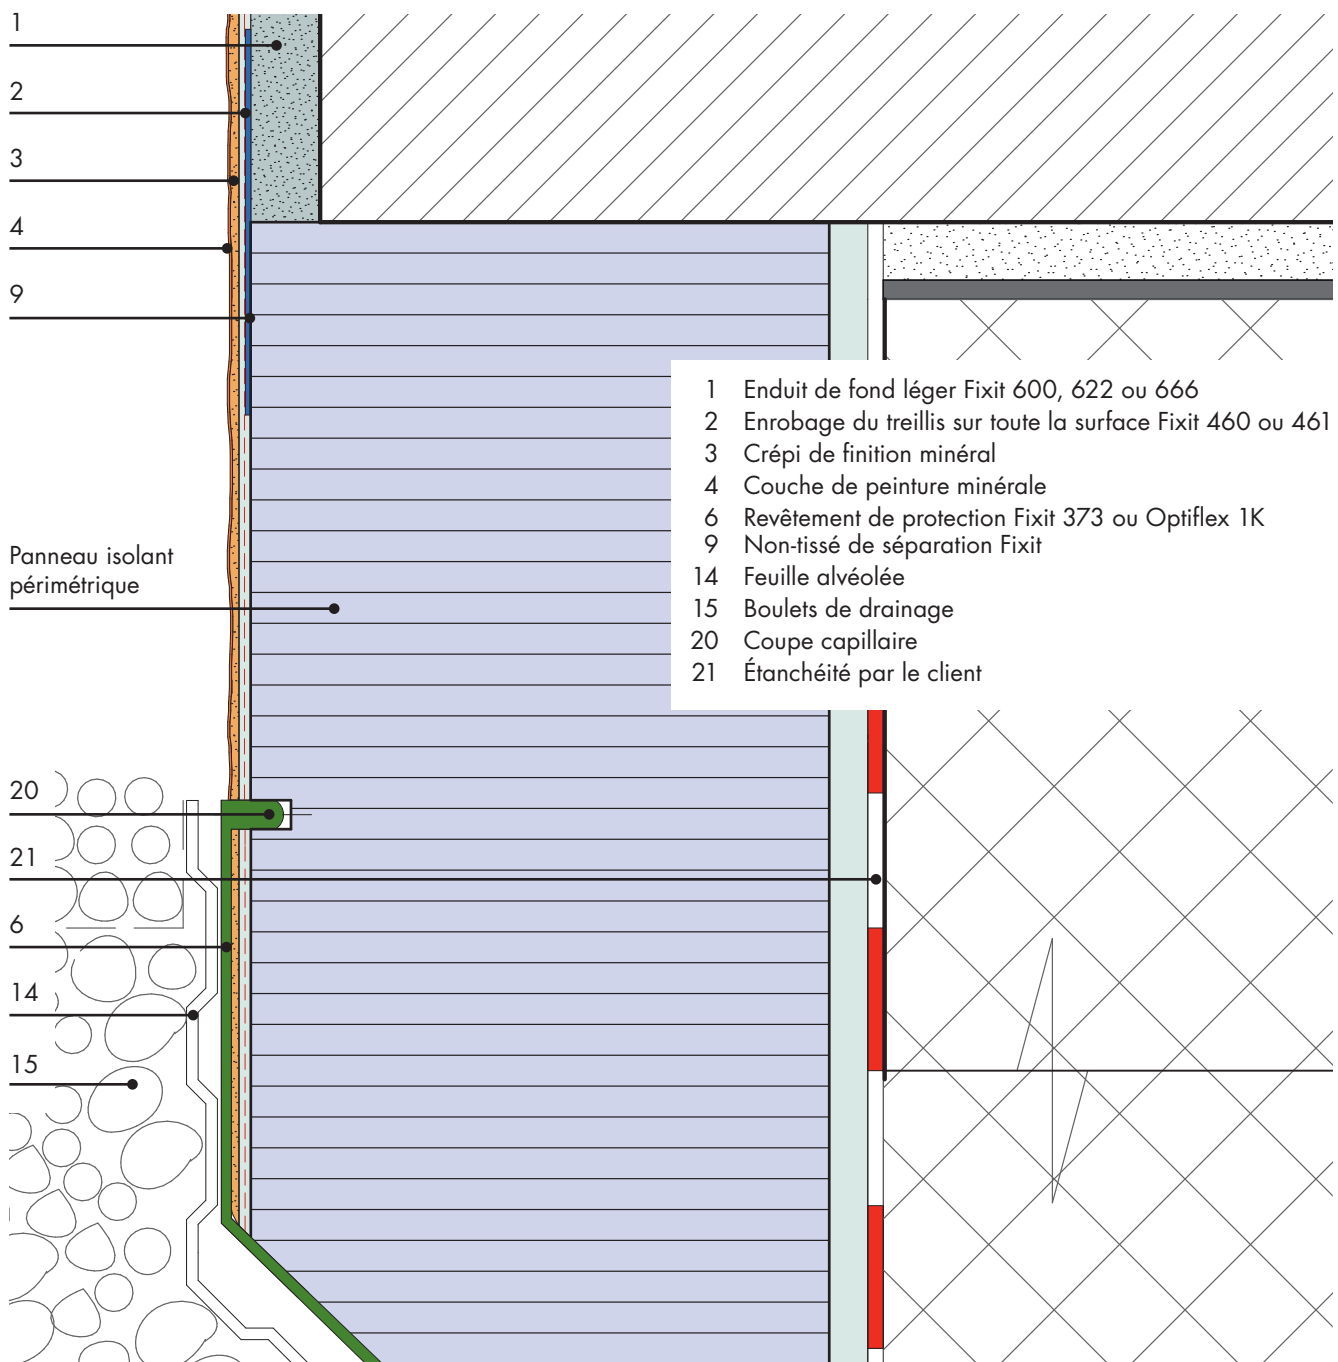 1
2
3
4
9
Panneau isolant
périmétrique
20
21
6
14
15
1 Enduit de fond léger Fixit 600, 622 ou 666
2 Enrobage du treillis sur toute la surface Fixit 460 ou 461
3 Crépi de finition minéral
4 Couche de peinture minérale
6 Revêtement de protection Fixit 373 ou Optiflex 1K
9 Non-tissé de séparation Fixit
14 Feuille alvéolée
15 Boulets de drainage
20 Coupe capillaire
21 Étanchéité par le client